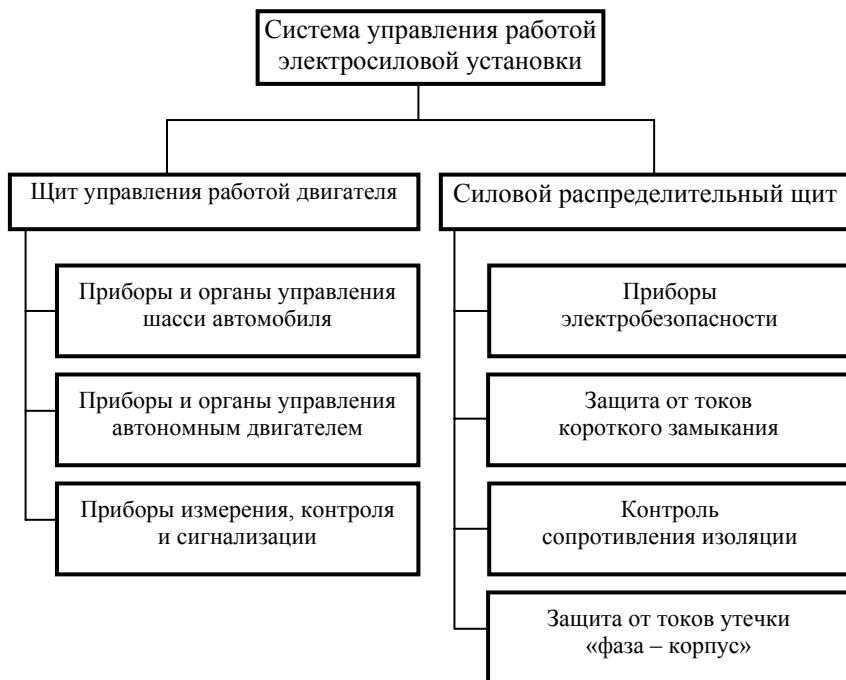 Система управления работой
электросиловой установки
Щит управления работой двигателя
Приборы и органы управления
шасси автомобиля
Приборы и органы управления
автономным двигателем
Приборы измерения, контроля
и сигнализации
Силовой распределительный щит
Приборы
электробезопасности
Защита от токов
короткого замыкания
Контроль
сопротивления изоляции
Защита от токов утечки
«фаза – корпус»